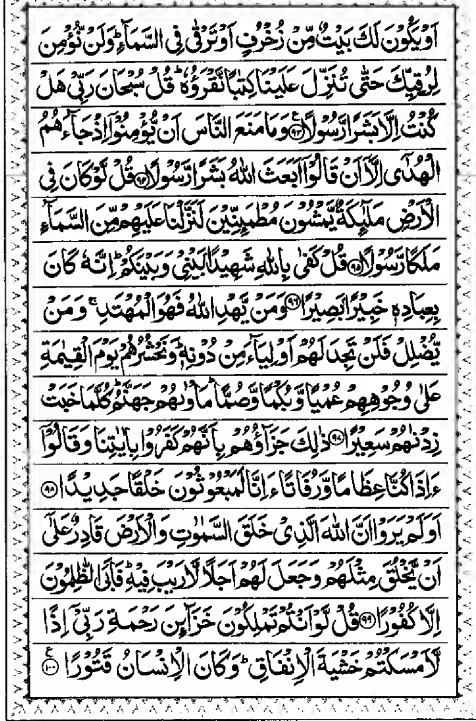 اَوْ يَكُوْنَ لَكَ بَيْتٌ مِّنْ زُخْرُفٍ اَوْ تَرْقٰى فِى السَّمَآءِ ؕ وَلَنْ نُّؤْمِنَ
لِرُقِيِّكَ حَتّٰى تُنَزِّلَ عَلَيْنَا كِتٰبًا نَّقْرَؤُهٗ ؕ قُلْ سُبْحَانَ رَبِّىْ هَلْ
كُنْتُ اِلَّا بَشَرًا رَّسُوْلًا ﴿۹۳﴾ وَمَا مَنَعَ النَّاسَ اَنْ يُّؤْمِنُوْۤا اِذْ جَآءَهُمُ
الْهُدٰٓى اِلَّاۤ اَنْ قَالُوْۤا اَبَعَثَ اللّٰهُ بَشَرًا رَّسُوْلًا ﴿۹۴﴾ قُلْ لَّوْ كَانَ فِى
الْاَرْضِ مَلٰٓئِكَةٌ يَّمْشُوْنَ مُطْمَئِنِّيْنَ لَنَزَّلْنَا عَلَيْهِمْ مِّنَ السَّمَآءِ
مَلَكًا رَّسُوْلًا ﴿۹۵﴾ قُلْ كَفٰى بِاللّٰهِ شَهِيْدًۢا بَيْنِىْ وَبَيْنَكُمْ ؕ اِنَّهٗ كَانَ
بِعِبَادِهٖ خَبِيْرًۢا بَصِيْرًا ﴿۹۶﴾ وَمَنْ يَّهْدِ اللّٰهُ فَهُوَ الْمُهْتَدِ ۚ وَمَنْ
يُّضْلِلْ فَلَنْ تَجِدَ لَهُمْ اَوْلِيَآءَ مِنْ دُوْنِهٖ ؕ وَنَحْشُرُهُمْ يَوْمَ الْقِيٰمَةِ
عَلٰى وُجُوْهِهِمْ عُمْيًا وَّبُكْمًا وَّصُمًّا ؕ مَاْوٰىهُمْ جَهَنَّمُ ؕ كُلَّمَا خَبَتْ
زِدْنٰهُمْ سَعِيْرًا ﴿۹۷﴾ ذٰلِكَ جَزَآؤُهُمْ بِاَنَّهُمْ كَفَرُوْا بِاٰيٰتِنَا وَقَالُوْۤا
ءَاِذَا كُنَّا عِظَامًا وَّرُفَاتًا ءَاِنَّا لَمَبْعُوْثُوْنَ خَلْقًا جَدِيْدًا ﴿۹۸﴾
اَوَلَمْ يَرَوْا اَنَّ اللّٰهَ الَّذِىْ خَلَقَ السَّمٰوٰتِ وَالْاَرْضَ قَادِرٌ عَلٰٓى
اَنْ يَّخْلُقَ مِثْلَهُمْ وَجَعَلَ لَهُمْ اَجَلًا لَّا رَيْبَ فِيْهِ ؕ فَاَبَى الظّٰلِمُوْنَ
اِلَّا كُفُوْرًا ﴿۹۹﴾ قُلْ لَّوْ اَنْتُمْ تَمْلِكُوْنَ خَزَآئِنَ رَحْمَةِ رَبِّىْۤ اِذًا
لَّاَمْسَكْتُمْ خَشْيَةَ الْاِنْفَاقِ ؕ وَكَانَ الْاِنْسَانُ قَتُوْرًا ﴿۱۰۰﴾ ع